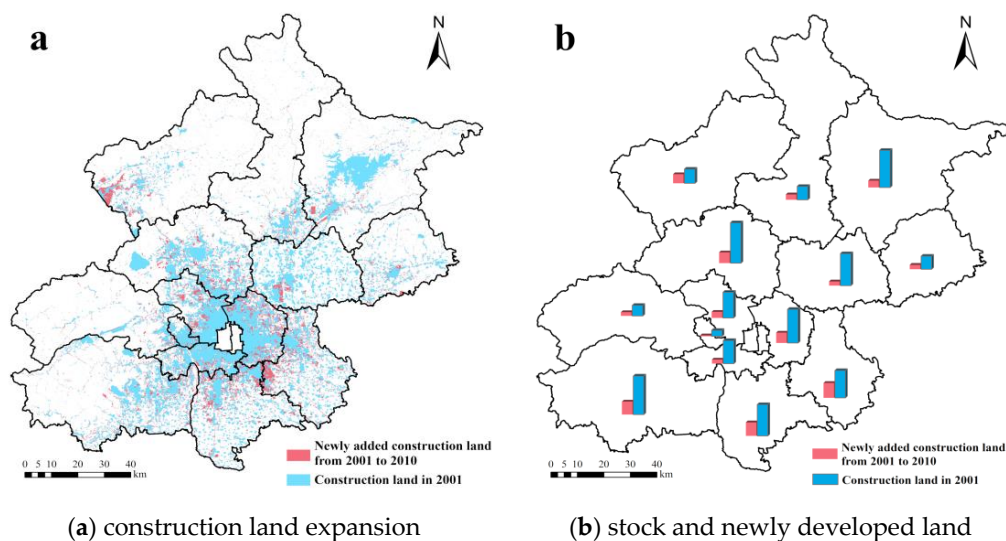 a
N
Newly added construction land
from 2001 to 2010
Construction land in 2001
0 5 10 20 30 40
km
b
N
Newly added construction land
from 2001 to 2010
Construction land in 2001
0 5 10 20 30 40
km
(a) construction land expansion
(b) stock and newly developed land